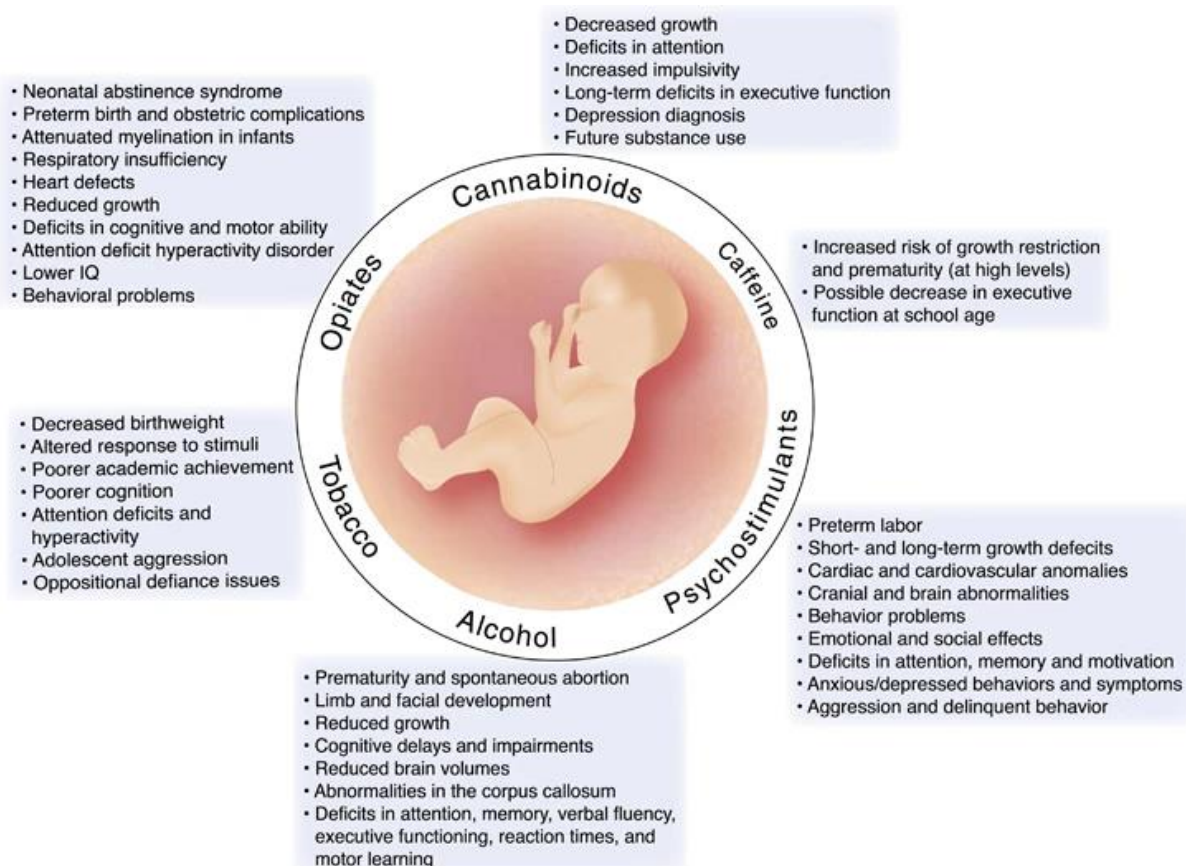 • Decreased growth
• Deficits in attention
• Increased impulsivity
• Long-term deficits in executive function
• Depression diagnosis
• Future substance use
• Neonatal abstinence syndrome
• Preterm birth and obstetric complications
• Attenuated myelination in infants
• Respiratory insufficiency
• Heart defects
• Reduced growth
• Deficits in cognitive and motor ability
• Attention deficit hyperactivity disorder
• Lower IQ
• Behavioral problems
Cannabinoids
Opiates
Caffeine
• Increased risk of growth restriction
and prematurity (at high levels)
• Possible decrease in executive
function at school age
• Decreased birthweight
• Altered response to stimuli
• Poorer academic achievement
• Poorer cognition
• Attention deficits and
hyperactivity
• Adolescent aggression
• Oppositional defiance issues
Tobacco
Psychostimulants
Alcohol
• Preterm labor
• Short- and long-term growth defecits
• Cardiac and cardiovascular anomalies
• Cranial and brain abnormalities
• Behavior problems
• Emotional and social effects
• Deficits in attention, memory and motivation
• Anxious/depressed behaviors and symptoms
• Aggression and delinquent behavior
• Prematurity and spontaneous abortion
• Limb and facial development
• Reduced growth
• Cognitive delays and impairments
• Reduced brain volumes
• Abnormalities in the corpus callosum
• Deficits in attention, memory, verbal fluency,
executive functioning, reaction times, and
motor learning